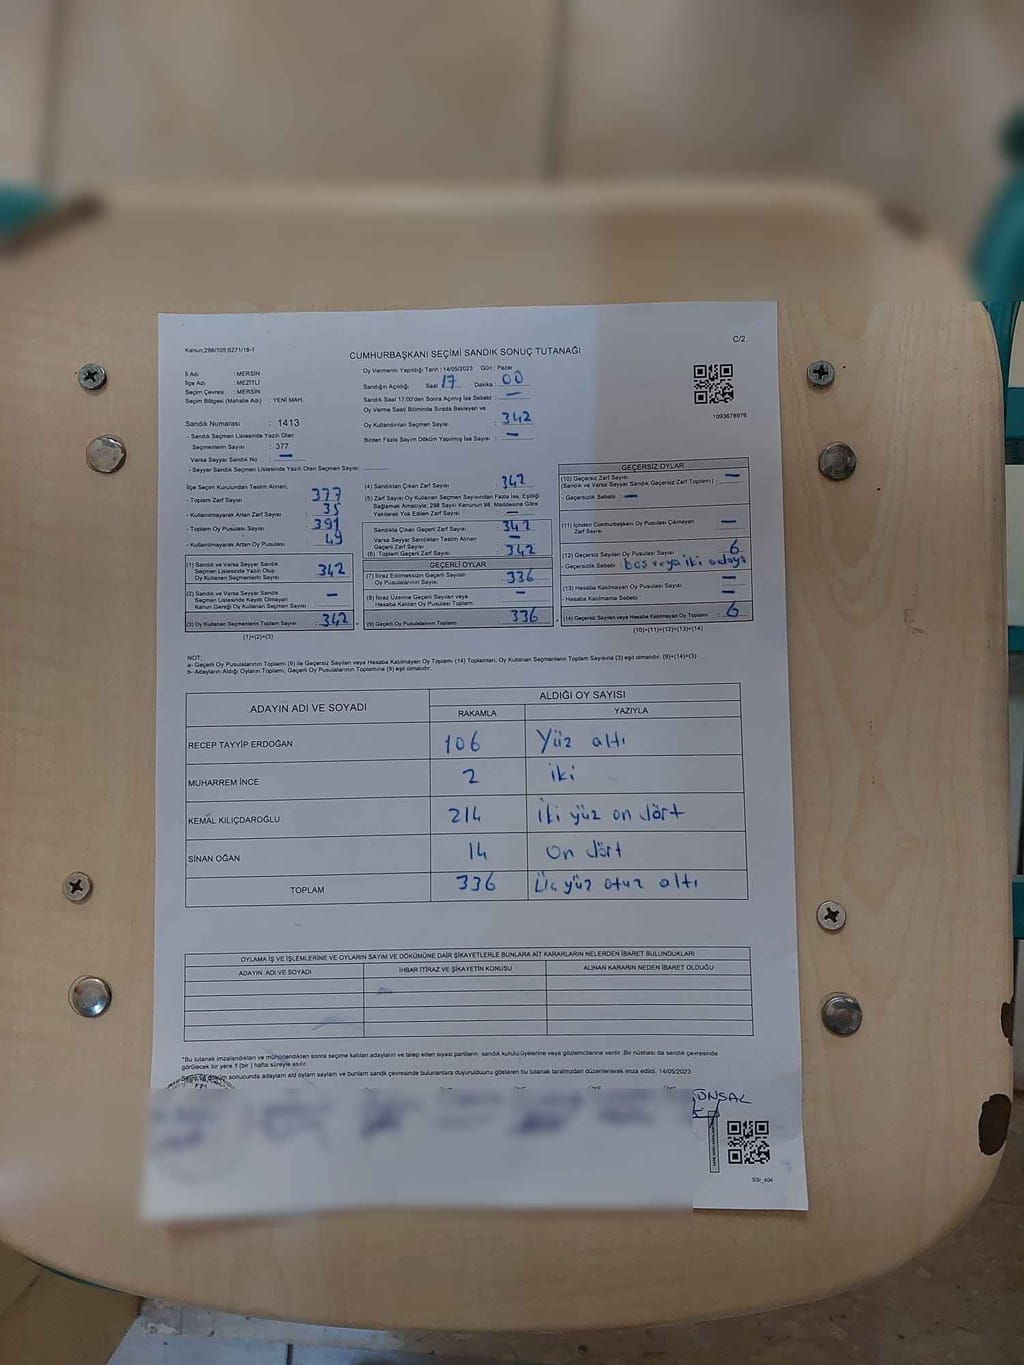 Kanun;298/105;6271/18-1
C/2
CUMHURBAŞKANI SEÇİMİ SANDIK SONUÇ TUTANAĞI
İl Adı : MERSİN
İlçe Adı : MEZİTLİ
Seçim Çevresi : MERSİN
Seçim Bölgesi (Mahalle Adı) : YENİ MAH.
Sandık Numarası : 1413
- Sandık Seçmen Listesinde Yazılı Olan
Seçmenlerin Sayısı : 377
Varsa Seyyar Sandık No : —
- Seyyar Sandık Seçmen Listesinde Yazılı Olan Seçmen Sayısı:
Oy Vermenin Yapıldığı Tarih : 14/05/2023 Gün : Pazar
Sandığın Açıldığı Saat : 17 Dakika : 00
Sandık Saat 17:00'den Sonra Açılmış İse Sebebi : —
Oy Verme Saati Bitiminde Sırada Bekleyen ve
Oy Kullandırılan Seçmen Sayısı : 342
Birden Fazla Sayım Döküm Yapılmış İse Sayısı : —
1093678976
İlçe Seçim Kurulundan Teslim Alınan;
- Toplam Zarf Sayısı : 377
- Kullanılmayarak Artan Zarf Sayısı : 35
- Toplam Oy Pusulası Sayısı : 391
- Kullanılmayarak Artan Oy Pusulası : 49
(1) Sandık ve Varsa Seyyar Sandık
Seçmen Listesinde Yazılı Olup
Oy Kullanan Seçmenlerin Sayısı : 342
(2) Sandık ve Varsa Seyyar Sandık
Seçmen Listesinde Kayıtlı Olmayan
Kanun Gereği Oy Kullanan Seçmen Sayısı : —
(3) Oy Kullanan Seçmenlerin Toplam Sayısı : 342
(1)+(2)=(3)
(4) Sandıktan Çıkan Zarf Sayısı : 342
(5) Zarf Sayısı Oy Kullanan Seçmen Sayısından Fazla İse, Eşitliği
Sağlamak Amacıyla; 298 Sayılı Kanunun 98. Maddesine Göre
Yakılarak Yok Edilen Zarf Sayısı : —
Sandıkta Çıkan Geçerli Zarf Sayısı : 342
Varsa Seyyar Sandıktan Teslim Alınan
Geçerli Zarf Sayısı : —
(6) Toplam Geçerli Zarf Sayısı : 342
GEÇERLİ OYLAR
(7) İtiraz Edilmeksizin Geçerli Sayılan
Oy Pusulalarının Sayısı : 336
(8) İtiraz Üzerine Geçerli Sayılan veya
Hesaba Katılan Oy Pusulası Toplamı : —
(9) Geçerli Oy Pusulalarının Toplamı : 336
GEÇERSİZ OYLAR
(10) Geçersiz Zarf Sayısı
(Sandık ve Varsa Seyyar Sandık Geçersiz Zarf Toplamı) : —
- Geçersizlik Sebebi : —
(11) İçinden Cumhurbaşkanı Oy Pusulası Çıkmayan
Zarf Sayısı : —
(12) Geçersiz Sayılan Oy Pusulası Sayısı : 6
- Geçersizlik Sebebi : boş veya iki adaya
(13) Hesaba Katılmayan Oy Pusulası Sayısı : —
- Hesaba Katılmama Sebebi : —
(14) Geçersiz Sayılan veya Hesaba Katılmayan Oy Toplamı : 6
(10)+(11)+(12)+(13)=(14)
NOT:
a- Geçerli Oy Pusulalarının Toplamı (9) ile Geçersiz Sayılan veya Hesaba Katılmayan Oy Toplamı (14) Toplamları, Oy Kullanan Seçmenlerin Toplam Sayısına (3) eşit olmalıdır. (9)+(14)=(3)
b- Adayların Aldığı Oyların Toplamı, Geçerli Oy Pusulalarının Toplamına (9) eşit olmalıdır.
ADAYIN ADI VE SOYADI ALDIĞI OY SAYISI
RAKAMLA YAZIYLA
RECEP TAYYİP ERDOĞAN 106 Yüz altı
MUHARREM İNCE 2 iki
KEMAL KILIÇDAROĞLU 214 İki yüz on dört
SİNAN OĞAN 14 On dört
TOPLAM 336 Üç yüz otuz altı
OYLAMA İŞ VE İŞLEMLERİNE VE OYLARIN SAYIM VE DÖKÜMÜNE DAİR ŞİKAYETLERLE BUNLARA AİT KARARLARIN NELERDEN İBARET BULUNDUKLARI
ADAYIN ADI VE SOYADI İHBAR İTİRAZ VE ŞİKAYETİN KONUSU ALINAN KARARIN NEDEN İBARET OLDUĞU
*Bu tutanak imzalandıktan ve mühürlendikten sonra seçime katılan adayların ve talep eden siyasi partilerin sandık kurulu üyelerine veya gözlemcilerine verilir. Bir nüshası da sandık çevresinde
görülecek bir yere 1 (bir) hafta süreyle asılır.
Sayım ve döküm sonucunda adayların aldıkları oyların sayıları ve bunların sandık çevresinde bulunanlara duyurulduğunu gösteren bu tutanak tarafımızdan düzenlenerek imza edildi. 14/05/2023
ÜNSAL
SSI_404